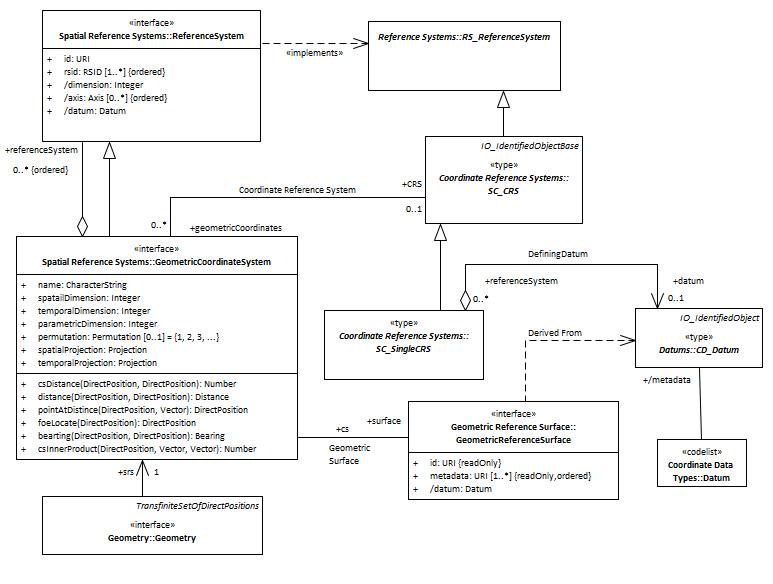 «interface»
Spatial Reference Systems::ReferenceSystem
+ id: URI
+ rsid: RSID [1..*] {ordered}
+ /dimension: Integer
+ /axis: Axis [0..*] {ordered}
+ /datum: Datum
«implements»
Reference Systems::RS_ReferenceSystem
+referenceSystem
0..* {ordered}
IO_IdentifiedObjectBase
«type»
Coordinate Reference Systems::
SC_CRS
Coordinate Reference System
+CRS
0..1
0..*
+geometricCoordinates
«interface»
Spatial Reference Systems::GeometricCoordinateSystem
+ name: CharacterString
+ spatailDimension: Integer
+ temporalDimension: Integer
+ parametricDimension: Integer
+ permutation: Permutation [0..1] = {1, 2, 3, ...}
+ spatialProjection: Projection
+ temporalProjection: Projection
+ csDistance(DirectPosition, DirectPosition): Number
+ distance(DirectPosition, DirectPosition): Distance
+ pointAtDistince(DirectPosition, Vector): DirectPosition
+ foeLocate(DirectPosition): DirectPosition
+ bearting(DirectPosition, DirectPosition): Bearing
+ csInnerProduct(DirectPosition, Vector, Vector): Number
DefiningDatum
+referenceSystem
0..*
+datum
0..1
«type»
Coordinate Reference Systems::
SC_SingleCRS
Derived From
IO_IdentifiedObject
«type»
Datums::CD_Datum
+/metadata
+cs
+surface
Geometric
Surface
Geometric Reference Surface::
GeometricReferenceSurface
+ id: URI {readOnly}
+ metadata: URI [1..*] {readOnly,ordered}
+ /datum: Datum
«codelist»
Coordinate Data
Types::Datum
+srs
1
TransfiniteSetOfDirectPositions
«interface»
Geometry::Geometry